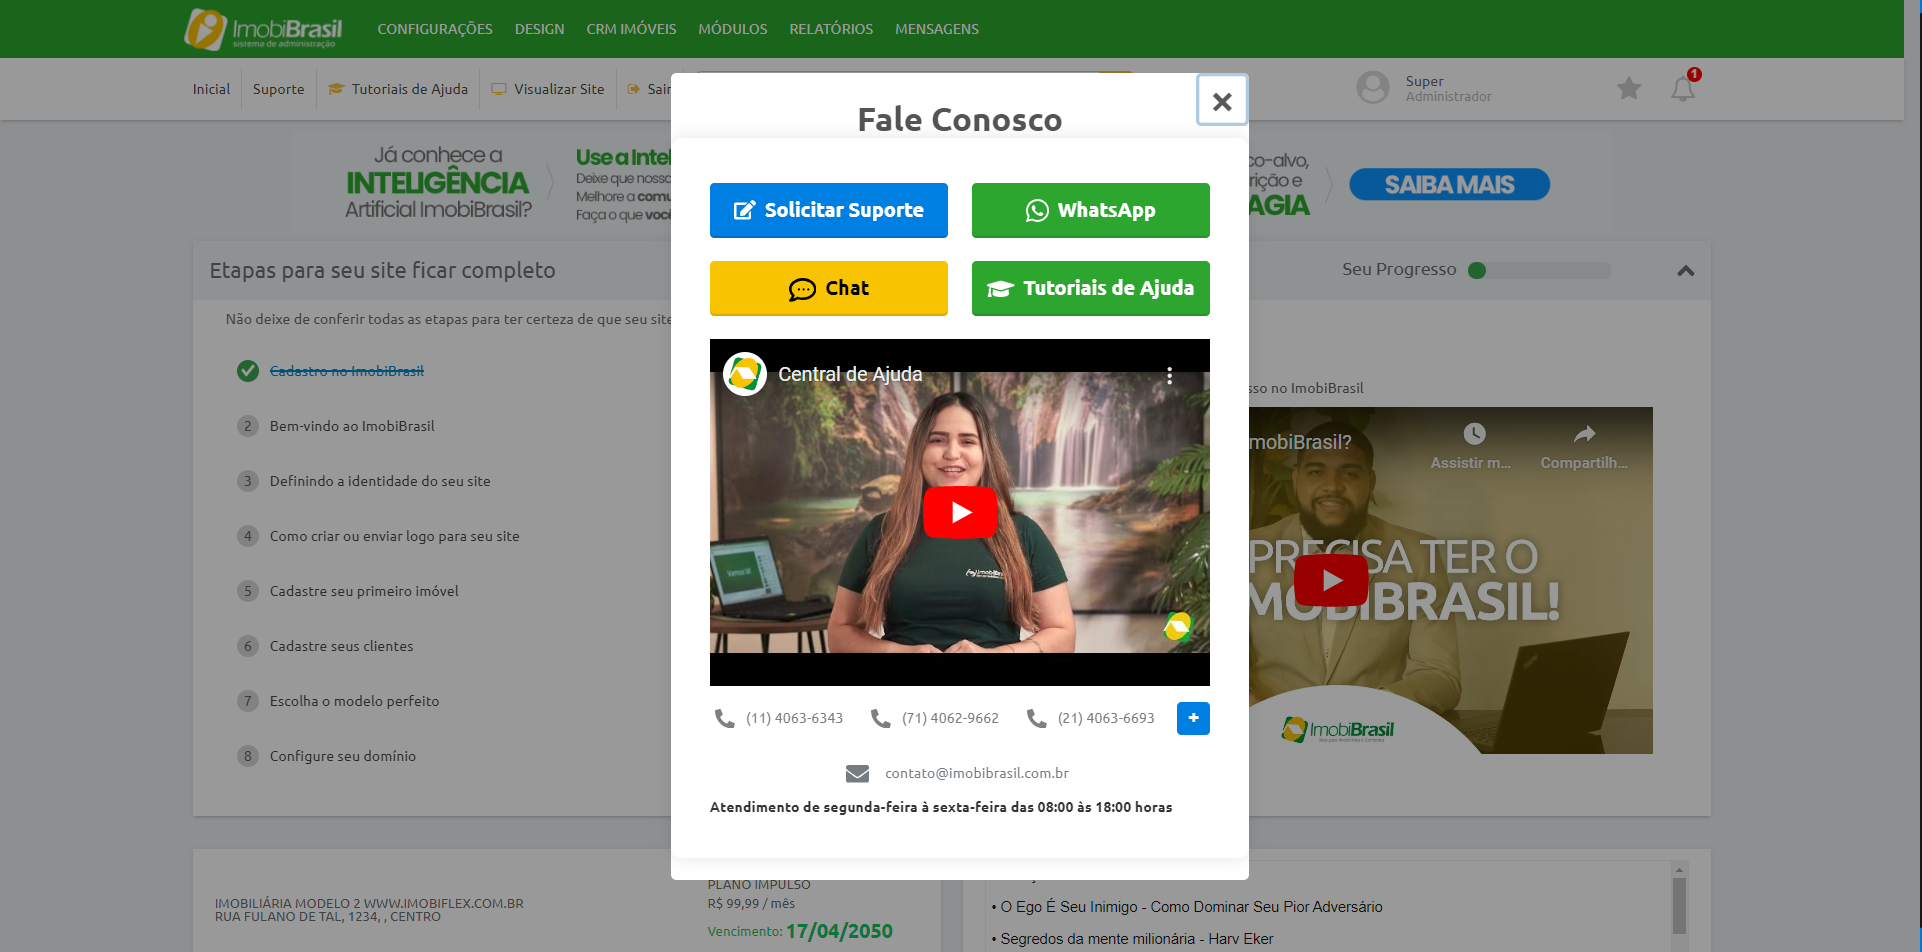 ImobiBrasil
sistema de administração
CONFIGURAÇÕES DESIGN CRM IMÓVEIS MÓDULOS RELATÓRIOS MENSAGENS
Inicial Suporte Tutoriais de Ajuda Visualizar Site Sair
Super
Administrador
1
Fale Conosco
Já conhece a
INTELIGÊNCIA
Artificial ImobiBrasil?
Use a Intel
Deixe que nossa
Melhore a comu
Faça o que você
co-alvo,
rição e
AGIA
SAIBA MAIS
Solicitar Suporte
WhatsApp
Chat
Tutoriais de Ajuda
Etapas para seu site ficar completo
Seu Progresso
Não deixe de conferir todas as etapas para ter certeza de que seu site
Cadastro no ImobiBrasil
2 Bem-vindo ao ImobiBrasil
3 Definindo a identidade do seu site
4 Como criar ou enviar logo para seu site
5 Cadastre seu primeiro imóvel
6 Cadastre seus clientes
7 Escolha o modelo perfeito
8 Configure seu domínio
Central de Ajuda
Vamos lá!
sso no ImobiBrasil
mobiBrasil?
Assistir m...
Compartilh...
PRECISA TER O
MOBIBRASIL!
ImobiBrasil
(11) 4063-6343 (71) 4062-9662 (21) 4063-6693 +
contato@imobibrasil.com.br
Atendimento de segunda-feira à sexta-feira das 08:00 às 18:00 horas
IMOBILIÁRIA MODELO 2 WWW.IMOBIFLEX.COM.BR
RUA FULANO DE TAL, 1234, , CENTRO
PLANO IMPULSO
R$ 99,99 / mês
Vencimento: 17/04/2050
• O Ego É Seu Inimigo - Como Dominar Seu Pior Adversário
• Segredos da mente milionária - Harv Eker